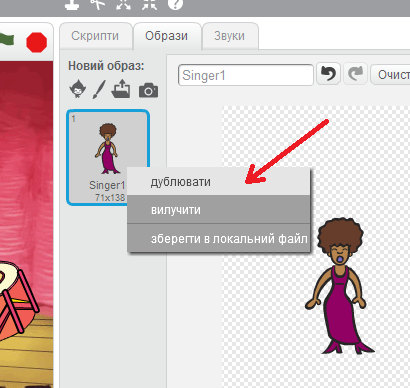 Скрипти
Образи
Звуки
Новий образ:
Singer1
Очист
1
Singer1
71x138
дублювати
вилучити
зберегти в локальний файл